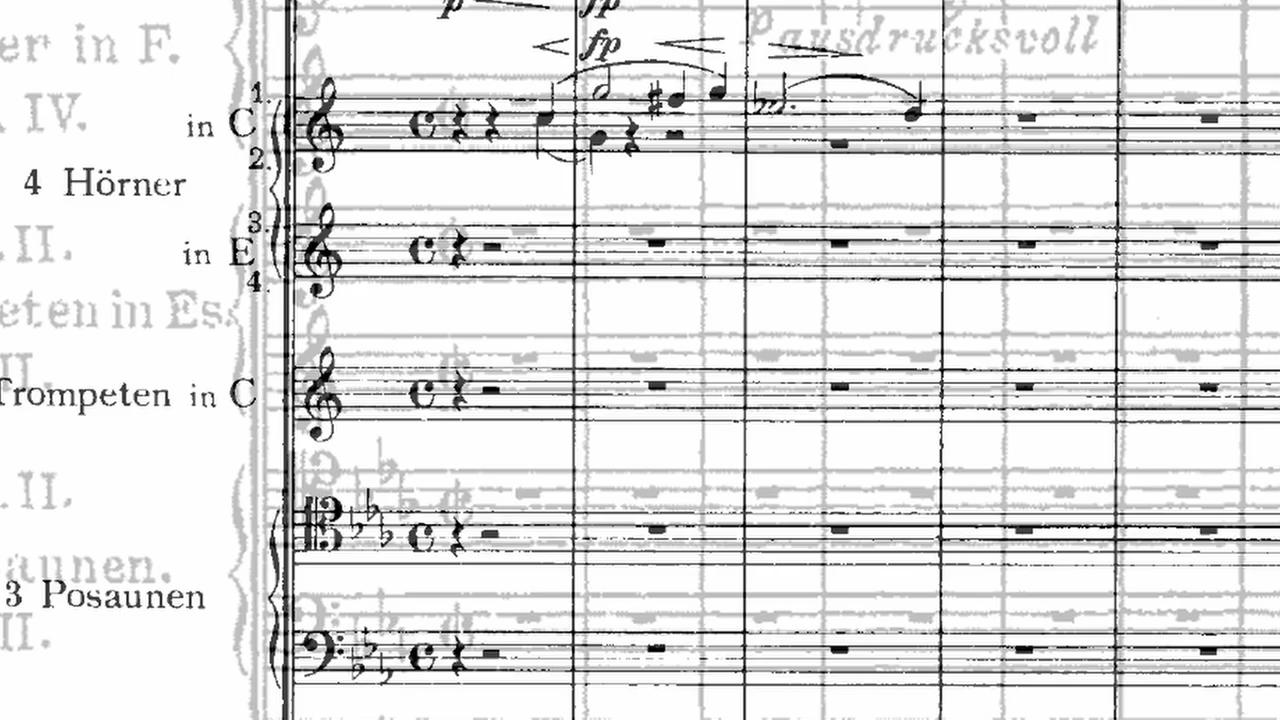 p fp
fp p ausdrucksvoll
er in F.
1.
IV.
in C
2.
4 Hörner
3.
.II.
in E
4.
eten in Es.
II.
Trompeten in C
.II.
aunen.
3 Posaunen
II.